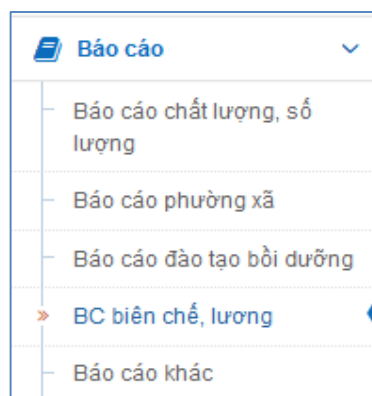 Báo cáo
Báo cáo chất lượng, số
lượng
Báo cáo phường xã
Báo cáo đào tạo bồi dưỡng
BC biên chế, lương
Báo cáo khác